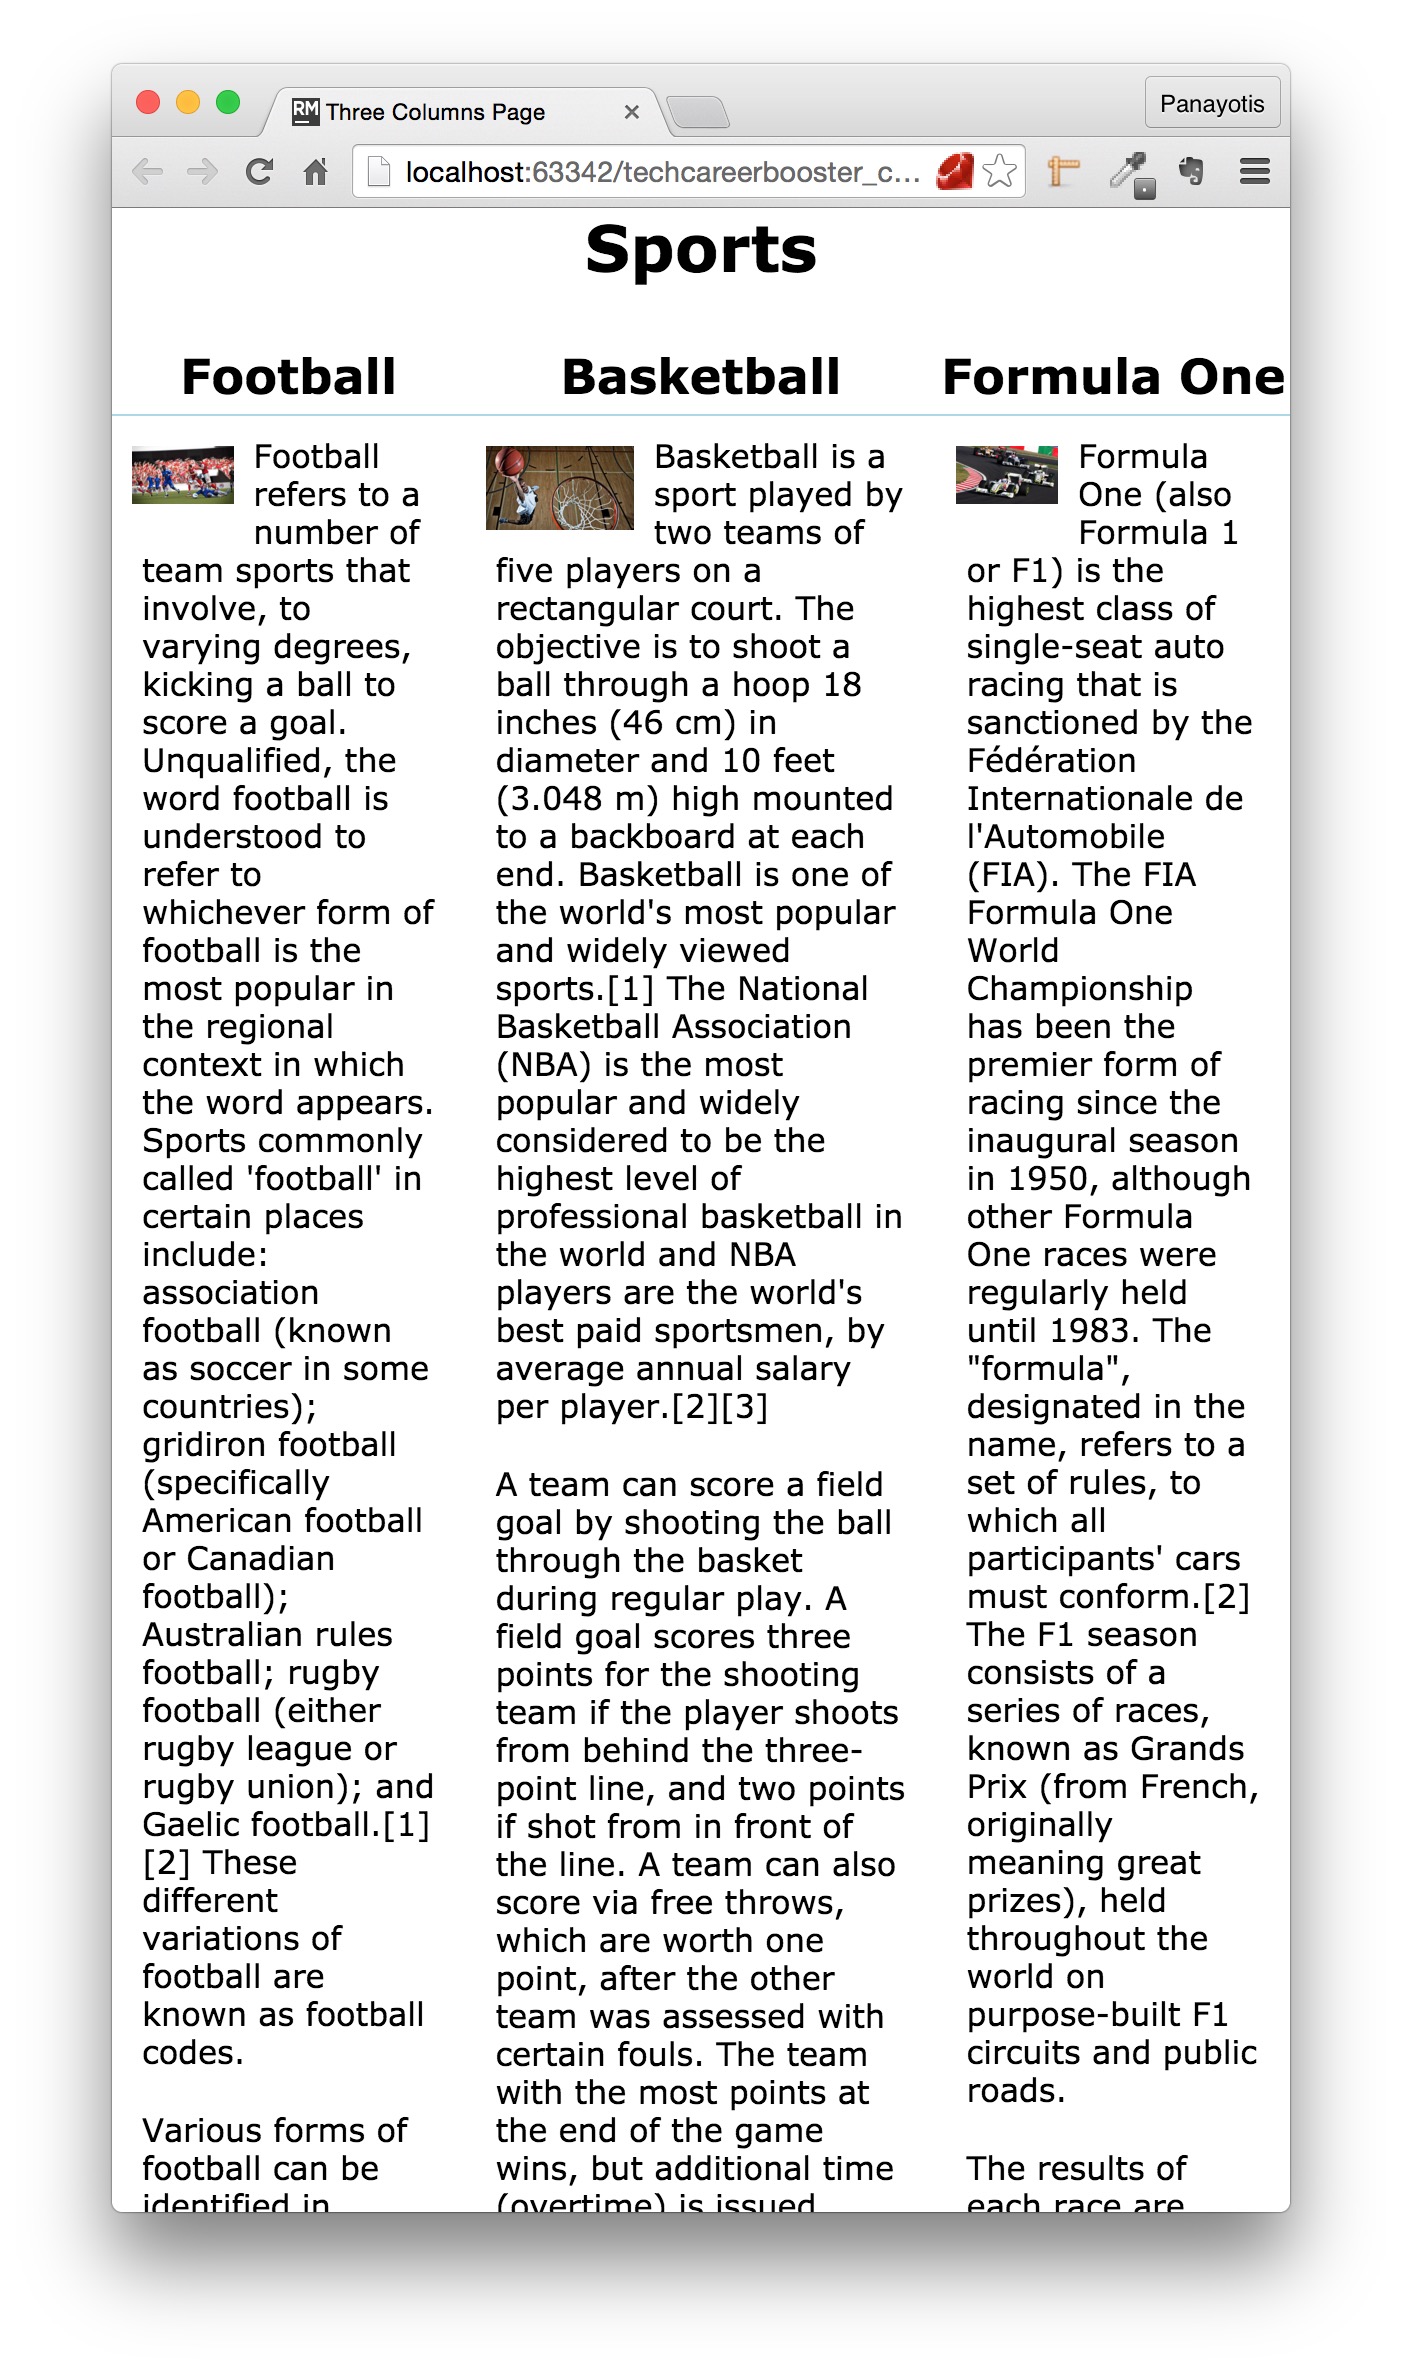 RM Three Columns Page
Panayotis
localhost:63342/techcareerbooster_c...
Sports
Football
Football
refers to a
number of
team sports that
involve, to
varying degrees,
kicking a ball to
score a goal.
Unqualified, the
word football is
understood to
refer to
whichever form of
football is the
most popular in
the regional
context in which
the word appears.
Sports commonly
called 'football' in
certain places
include:
association
football (known
as soccer in some
countries);
gridiron football
(specifically
American football
or Canadian
football);
Australian rules
football; rugby
football (either
rugby league or
rugby union); and
Gaelic football.[1]
[2] These
different
variations of
football are
known as football
codes.
Various forms of
football can be
identified in
Basketball
Basketball is a
sport played by
two teams of
five players on a
rectangular court. The
objective is to shoot a
ball through a hoop 18
inches (46 cm) in
diameter and 10 feet
(3.048 m) high mounted
to a backboard at each
end. Basketball is one of
the world's most popular
and widely viewed
sports.[1] The National
Basketball Association
(NBA) is the most
popular and widely
considered to be the
highest level of
professional basketball in
the world and NBA
players are the world's
best paid sportsmen, by
average annual salary
per player.[2][3]
A team can score a field
goal by shooting the ball
through the basket
during regular play. A
field goal scores three
points for the shooting
team if the player shoots
from behind the three-
point line, and two points
if shot from in front of
the line. A team can also
score via free throws,
which are worth one
point, after the other
team was assessed with
certain fouls. The team
with the most points at
the end of the game
wins, but additional time
(overtime) is issued
Formula One
Formula
One (also
Formula 1
or F1) is the
highest class of
single-seat auto
racing that is
sanctioned by the
Fédération
Internationale de
l'Automobile
(FIA). The FIA
Formula One
World
Championship
has been the
premier form of
racing since the
inaugural season
in 1950, although
other Formula
One races were
regularly held
until 1983. The
"formula",
designated in the
name, refers to a
set of rules, to
which all
participants' cars
must conform.[2]
The F1 season
consists of a
series of races,
known as Grands
Prix (from French,
originally
meaning great
prizes), held
throughout the
world on
purpose-built F1
circuits and public
roads.
The results of
each race are